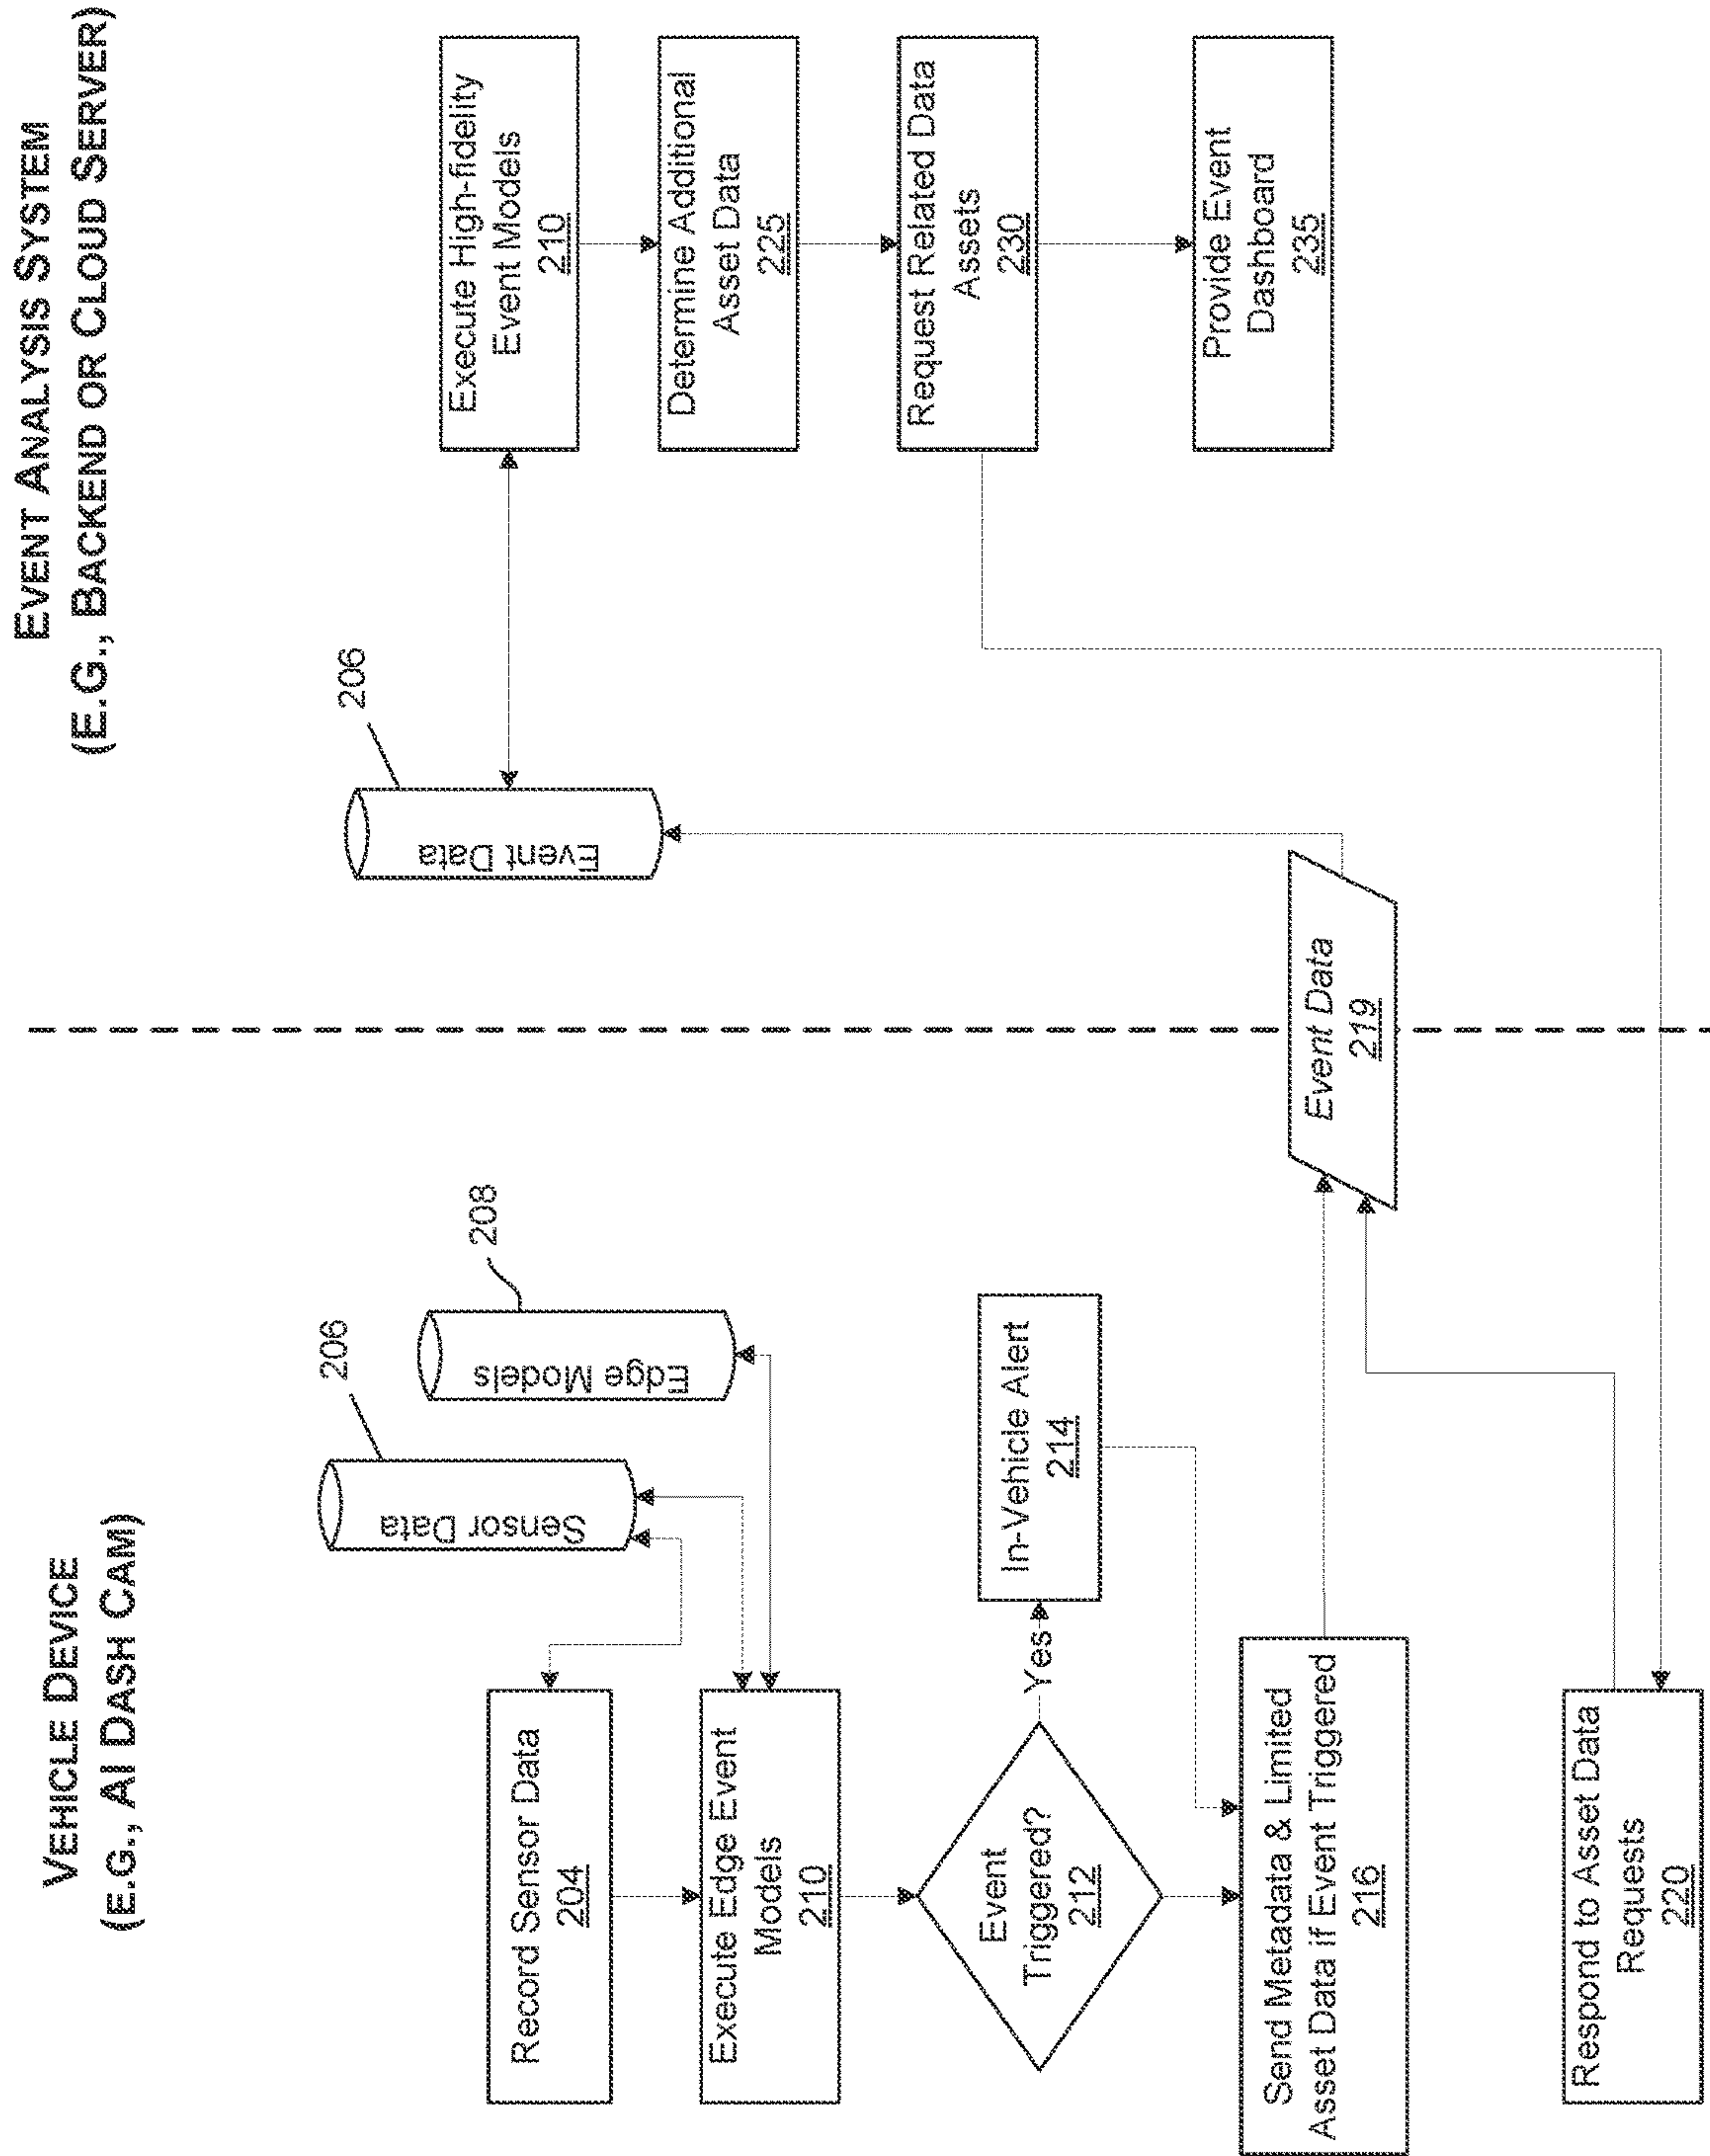 VEHICLE DEVICE
(E.G., AI DASH CAM)
EVENT ANALYSIS SYSTEM
(E.G., BACKEND OR CLOUD SERVER)
206
Sensor Data
208
Edge Models
Record Sensor Data
204
Execute Edge Event
Models
210
Event
Triggered?
212
Yes
In-Vehicle Alert
214
Send Metadata & Limited
Asset Data if Event Triggered
216
Respond to Asset Data
Requests
220
Event Data
219
206
Event Data
Execute High-fidelity
Event Models
210
Determine Additional
Asset Data
225
Request Related Data
Assets
230
Provide Event
Dashboard
235